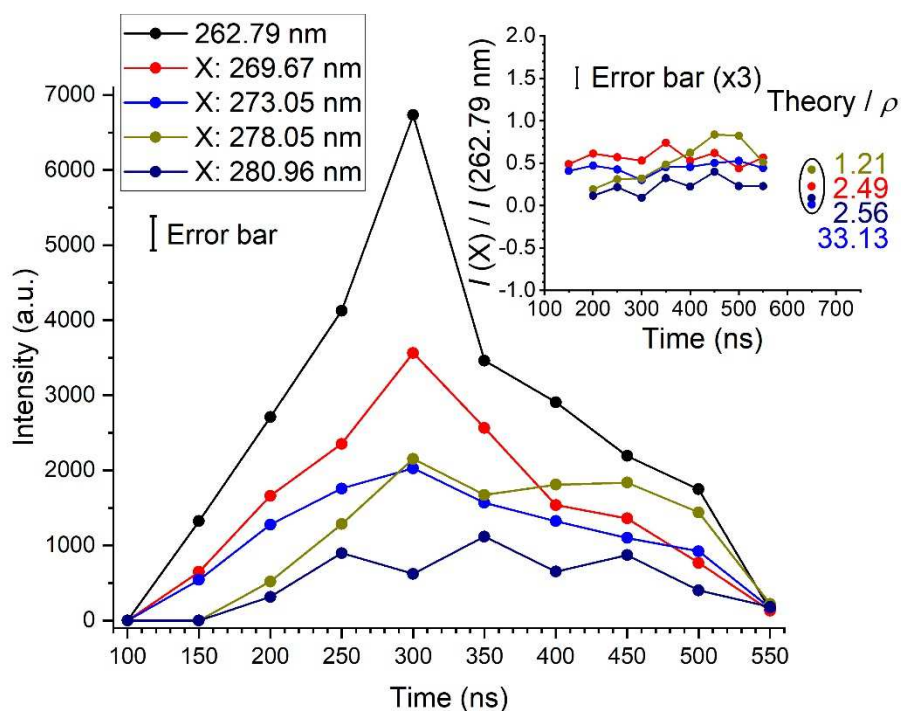 262.79 nm
X: 269.67 nm
X: 273.05 nm
X: 278.05 nm
X: 280.96 nm
Error bar
Intensity (a.u.)
7000
6000
5000
4000
3000
2000
1000
0
100 150 200 250 300 350 400 450 500 550
Time (ns)
I (X) / I (262.79 nm)
2.0
1.5
1.0
0.5
0.0
-0.5
-1.0
100 200 300 400 500 600 700
Time (ns)
Error bar (x3)
Theory / ρ
1.21
2.49
2.56
33.13